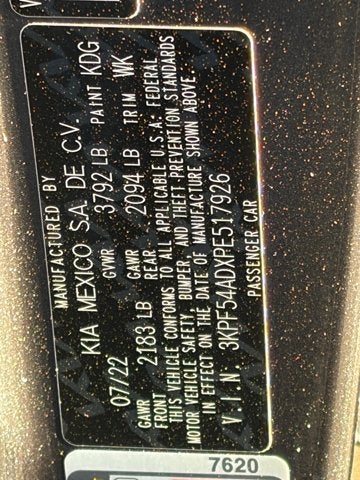 MANUFACTURED BY
KIA MEXICO S.A. DE C.V.
07/22 GVWR 3792 LB PAINT KDG
GAWR FRONT 2183 LB GAWR REAR 2094 LB TRIM WK
THIS VEHICLE CONFORMS TO ALL APPLICABLE U.S.A. FEDERAL
MOTOR VEHICLE SAFETY, BUMPER AND THEFT PREVENTION STANDARDS
IN EFFECT ON THE DATE OF MANUFACTURE SHOWN ABOVE.
V.I.N. 3KPF54ADXPE517926
PASSENGER CAR
7620